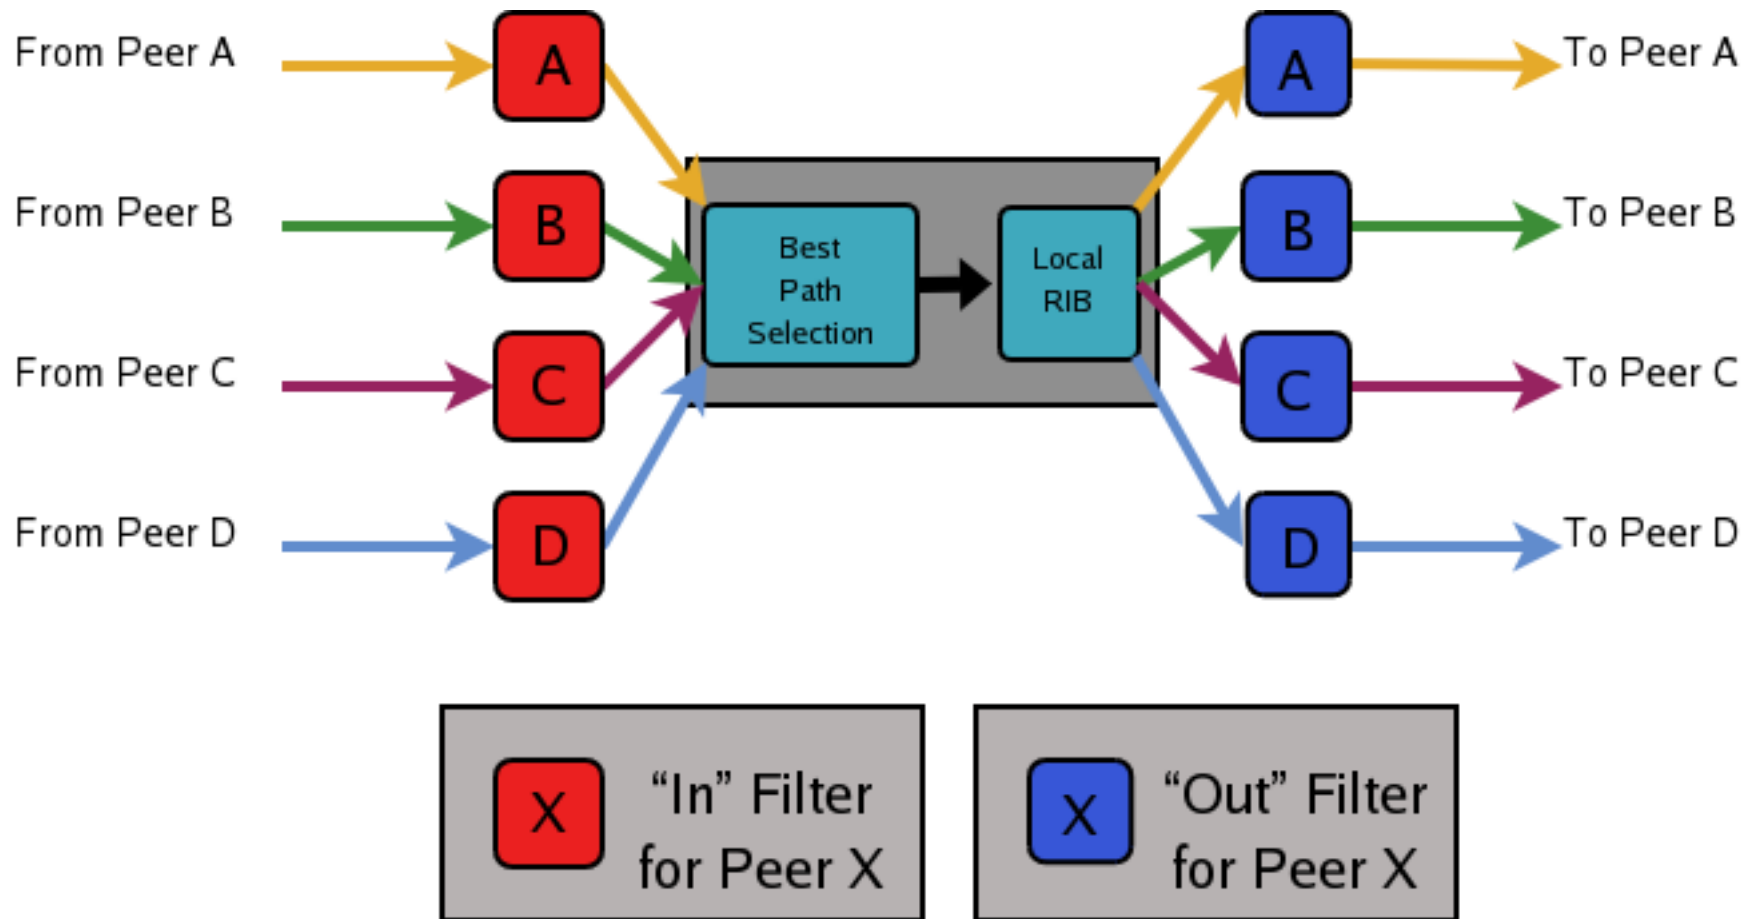 From Peer A
A
A
To Peer A
From Peer B
B
Best
Path
Selection
Local
RIB
B
To Peer B
From Peer C
C
C
To Peer C
From Peer D
D
D
To Peer D
X
“In” Filter
for Peer X
X
“Out” Filter
for Peer X